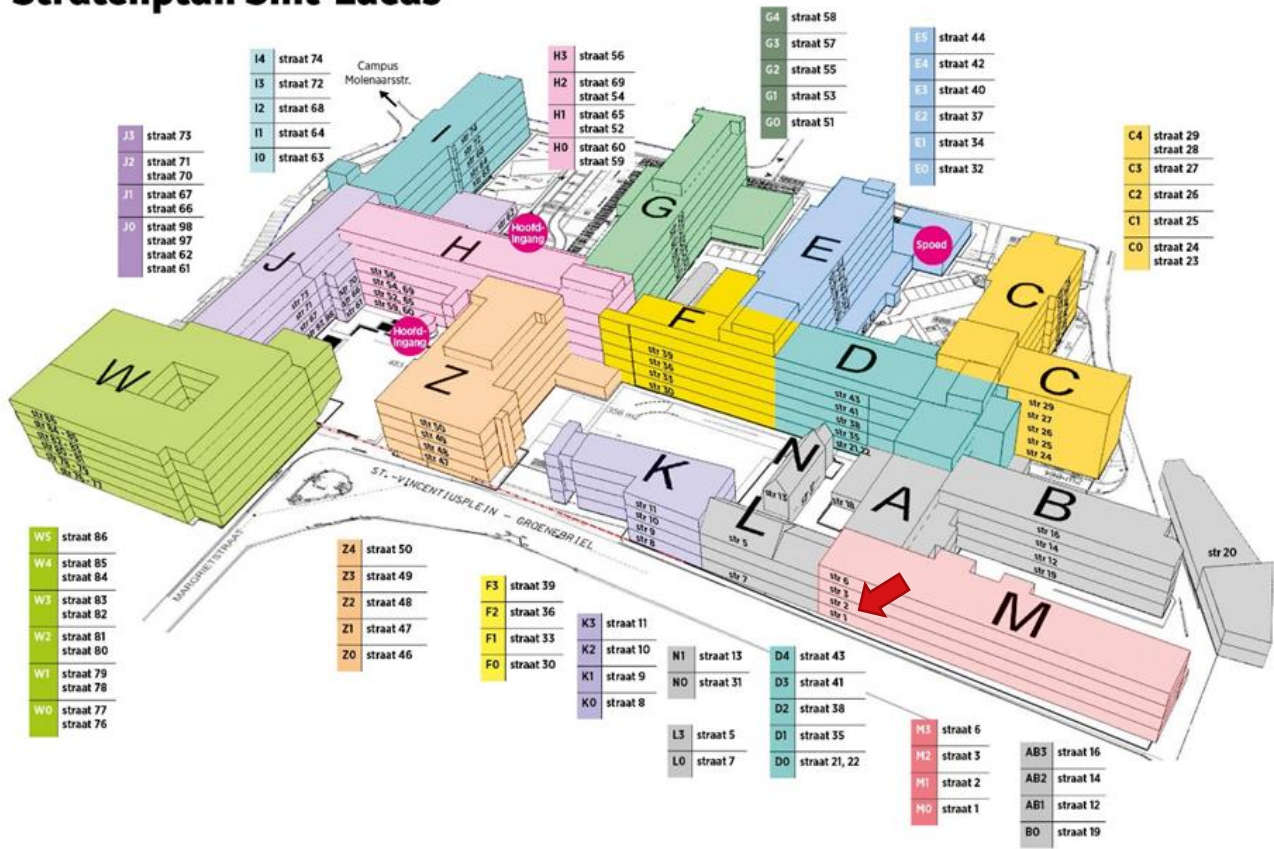 Stratenplan Sint-Lucas
G4 straat 58
G3 straat 57
G2 straat 55
G1 straat 53
G0 straat 51
E5 straat 44
E4 straat 42
E3 straat 40
E2 straat 37
E1 straat 34
E0 straat 32
I4 straat 74
I3 straat 72
I2 straat 68
I1 straat 64
I0 straat 63
Campus
Molenaarsstr.
H3 straat 56
H2 straat 69
straat 54
H1 straat 65
straat 52
H0 straat 60
straat 59
J3 straat 73
J2 straat 71
straat 70
J1 straat 67
straat 66
J0 straat 98
straat 97
straat 62
straat 61
C4 straat 29
straat 28
C3 straat 27
C2 straat 26
C1 straat 25
C0 straat 24
straat 23
I
G
Hoofd-
Ingang
H
J
E
Spoed
C
str 56
str 54, 69
str 52, 65
str 59, 60
Hoofd-
Ingang
F
str 39
str 36
str 33
str 30
D
str 43
str 41
str 38
str 35
str 21,22
C
str 29
str 27
str 26
str 25
str 24
W
Z
str 50
str 49
str 48
str 47
356 m2
K
str 11
str 10
str 9
str 8
N
str 13
str 18
L
str 5
str 7
A
B
str 16
str 14
str 12
str 19
str 20
M
str 6
str 3
str 2
str 1
ST.-VINCENTIUSPLEIN - GROENEBRIEL
MARGRIETSTRAAT
W5 straat 86
W4 straat 85
straat 84
W3 straat 83
straat 82
W2 straat 81
straat 80
W1 straat 79
straat 78
W0 straat 77
straat 76
Z4 straat 50
Z3 straat 49
Z2 straat 48
Z1 straat 47
Z0 straat 46
F3 straat 39
F2 straat 36
F1 straat 33
F0 straat 30
K3 straat 11
K2 straat 10
K1 straat 9
K0 straat 8
N1 straat 13
N0 straat 31
L3 straat 5
L0 straat 7
D4 straat 43
D3 straat 41
D2 straat 38
D1 straat 35
D0 straat 21, 22
M3 straat 6
M2 straat 3
M1 straat 2
M0 straat 1
AB3 straat 16
AB2 straat 14
AB1 straat 12
B0 straat 19